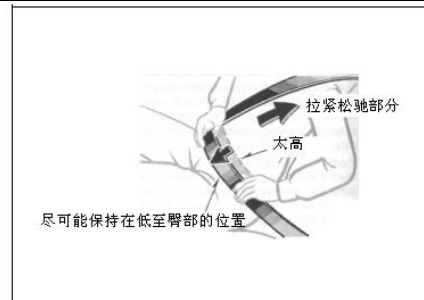 拉紧松驰部分
太高
尽可能保持在低至臀部的位置